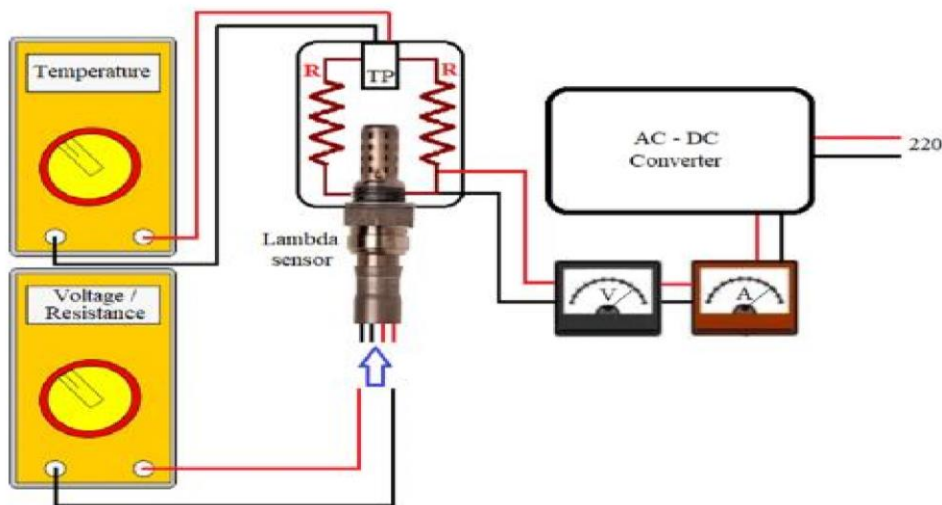 Temperature
R
TP
R
AC - DC
Converter
220
Lambda
sensor
Voltage /
Resistance
V
A